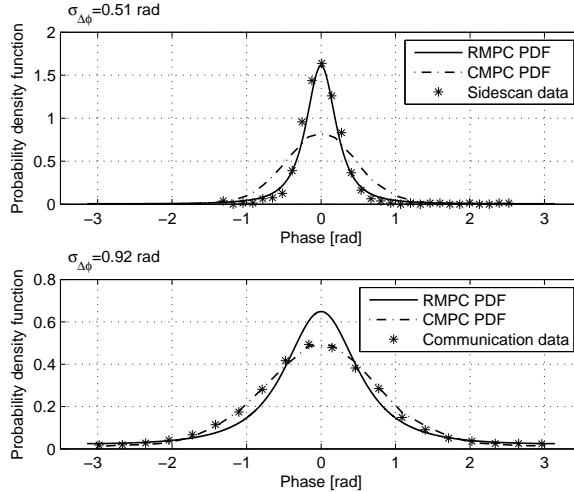 σΔϕ=0.51 rad
Probability density function
2
1.5
1
0.5
0
RMPC PDF
CMPC PDF
Sidescan data
−3 −2 −1 0 1 2 3
Phase [rad]
σΔϕ=0.92 rad
Probability density function
0.8
0.6
0.4
0.2
0
RMPC PDF
CMPC PDF
Communication data
−3 −2 −1 0 1 2 3
Phase [rad]